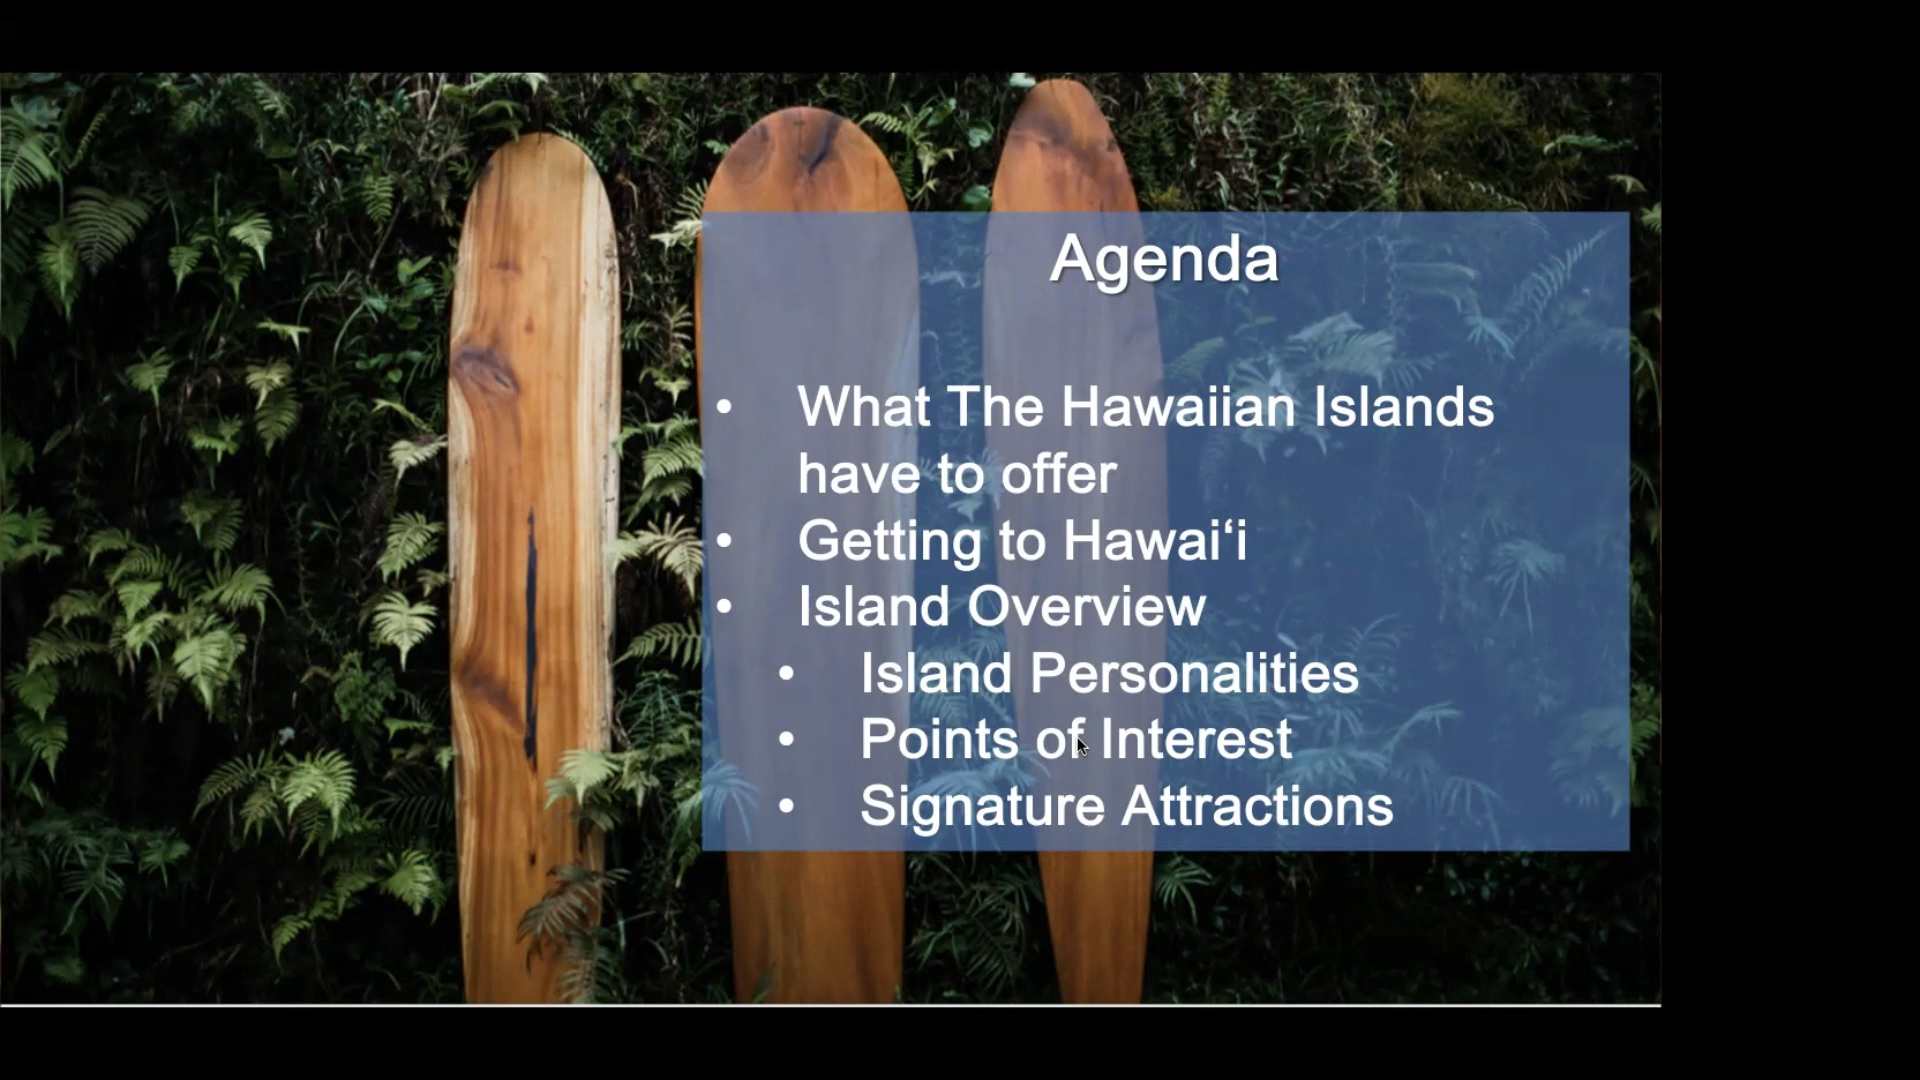 Agenda
• What The Hawaiian Islands
have to offer
• Getting to Hawai‘i
• Island Overview
• Island Personalities
• Points of Interest
• Signature Attractions